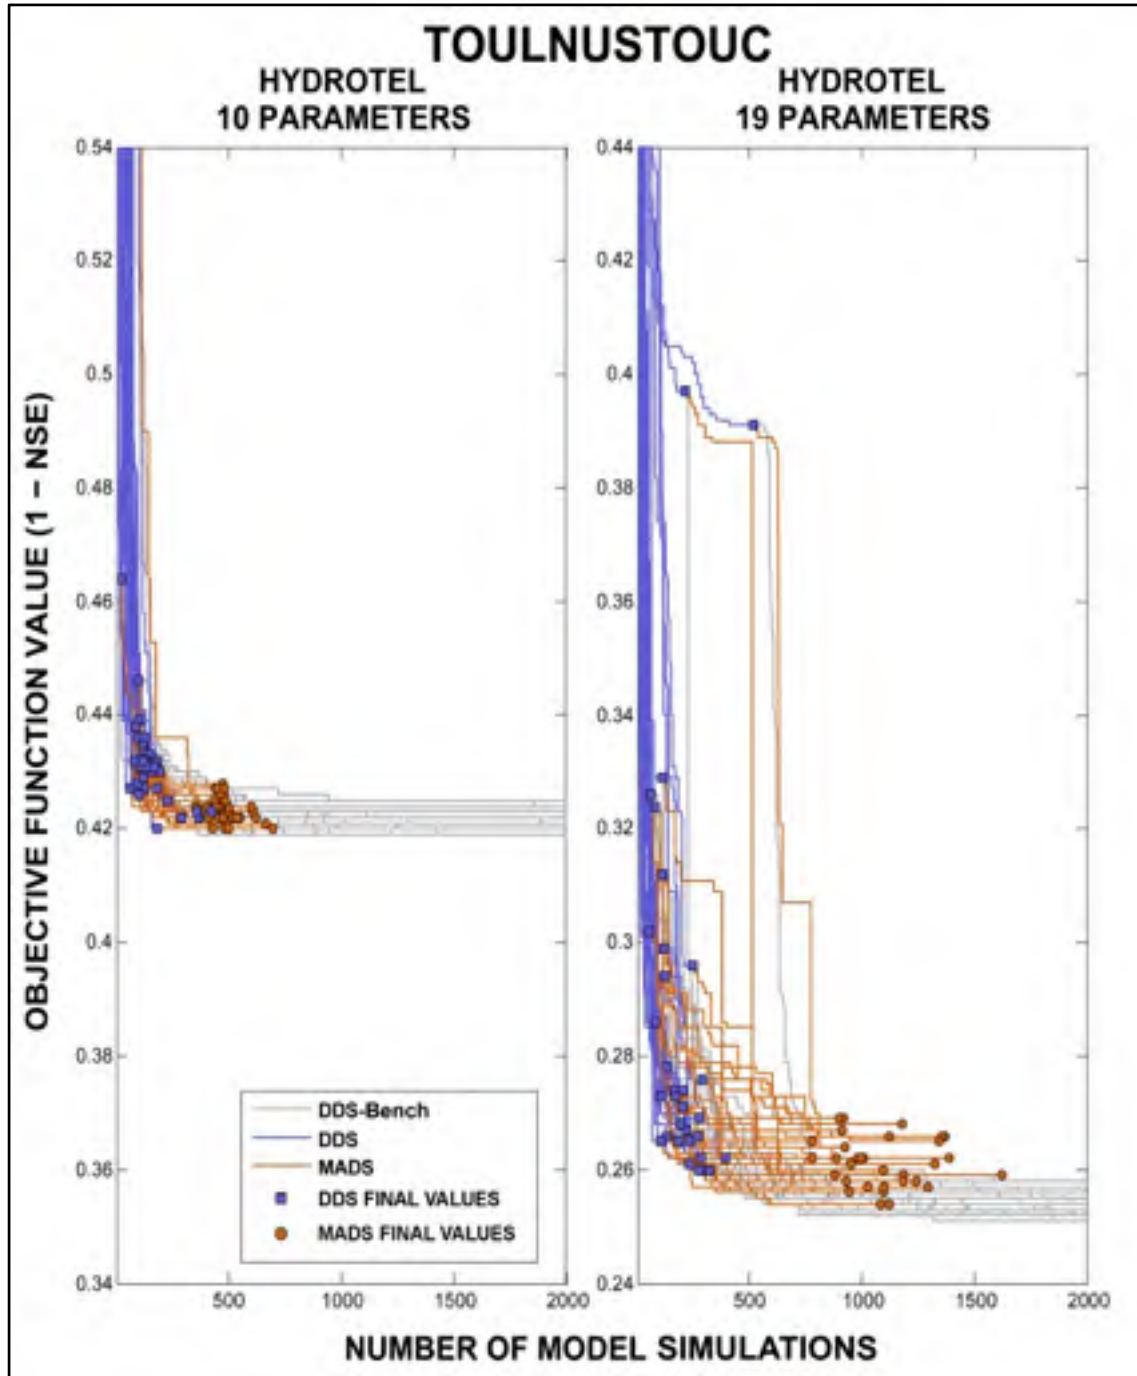 TOULNUSTOUC
HYDROTEL
10 PARAMETERS
HYDROTEL
19 PARAMETERS
OBJECTIVE FUNCTION VALUE (1 – NSE)
0.54
0.52
0.5
0.48
0.46
0.44
0.42
0.4
0.38
0.36
0.34
0.44
0.42
0.4
0.38
0.36
0.34
0.32
0.3
0.28
0.26
0.24
DDS-Bench
DDS
MADS
DDS FINAL VALUES
MADS FINAL VALUES
500
1000
1500
2000
500
1000
1500
2000
NUMBER OF MODEL SIMULATIONS